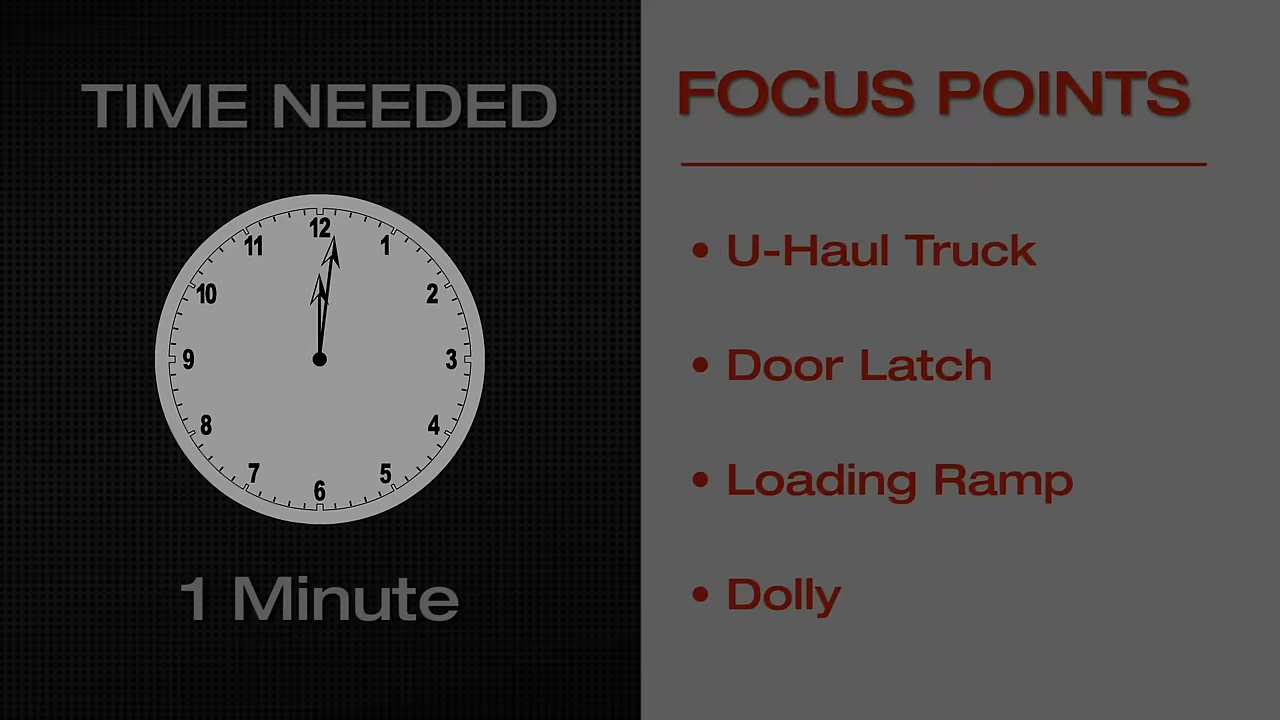 TIME NEEDED
12
1
2
3
4
5
6
7
8
9
10
11
1 Minute
FOCUS POINTS
• U-Haul Truck
• Door Latch
• Loading Ramp
• Dolly